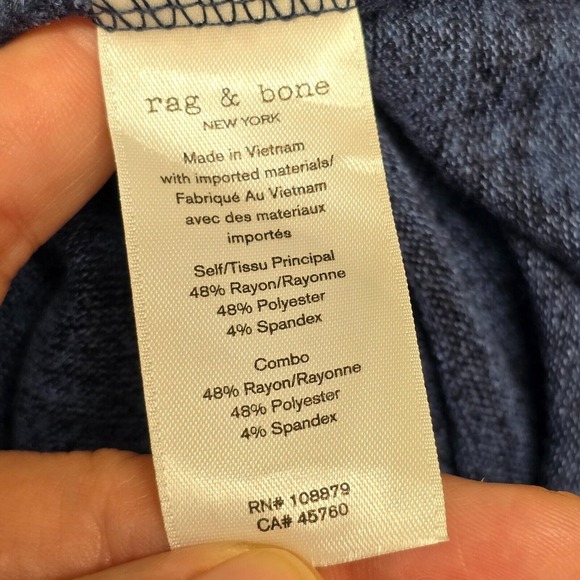 rag & bone
NEW YORK
Made in Vietnam
with imported materials/
Fabriqué Au Vietnam
avec des materiaux
importés
Self/Tissu Principal
48% Rayon/Rayonne
48% Polyester
4% Spandex
Combo
48% Rayon/Rayonne
48% Polyester
4% Spandex
RN# 108879
CA# 45760